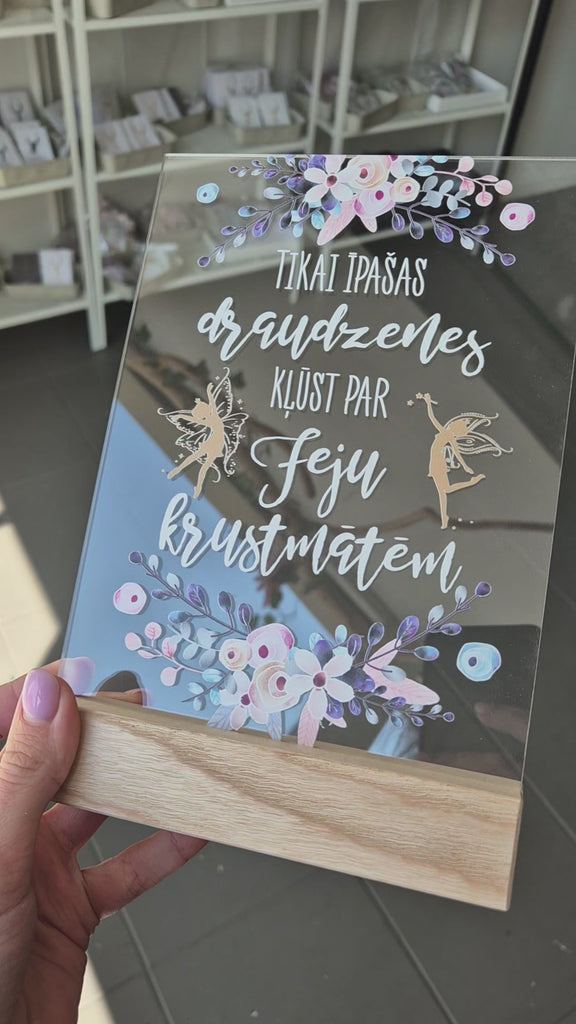 TIKAI ĪPAŠAS
draudzenes
KĻŪST PAR
Feju
krustmātēm